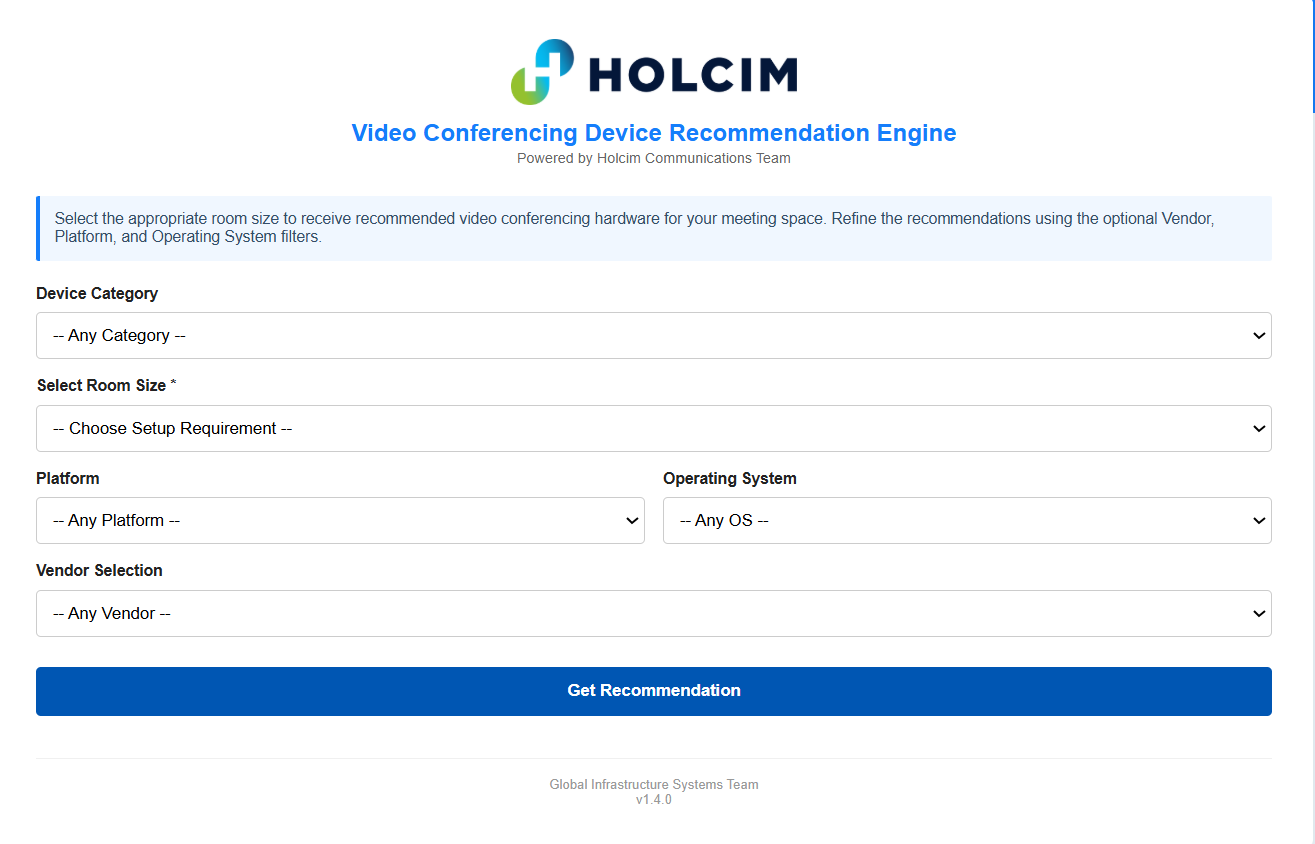 HOLCIM
Video Conferencing Device Recommendation Engine
Powered by Holcim Communications Team
Select the appropriate room size to receive recommended video conferencing hardware for your meeting space. Refine the recommendations using the optional Vendor,
Platform, and Operating System filters.
Device Category
-- Any Category --
Select Room Size *
-- Choose Setup Requirement --
Platform
-- Any Platform --
Operating System
-- Any OS --
Vendor Selection
-- Any Vendor --
Get Recommendation
Global Infrastructure Systems Team
v1.4.0